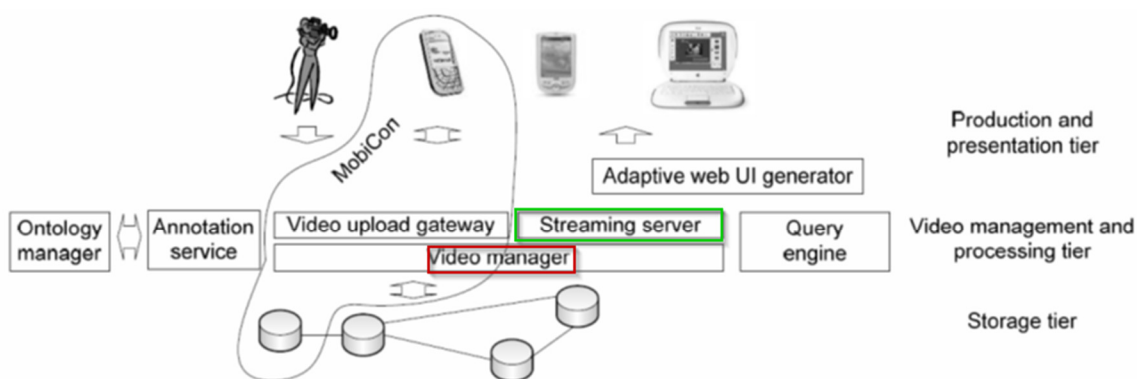 Production and
presentation tier
MobiCon
Adaptive web UI generator
Ontology
manager
Annotation
service
Video upload gateway
Streaming server
Video manager
Query
engine
Video management and
processing tier
Storage tier